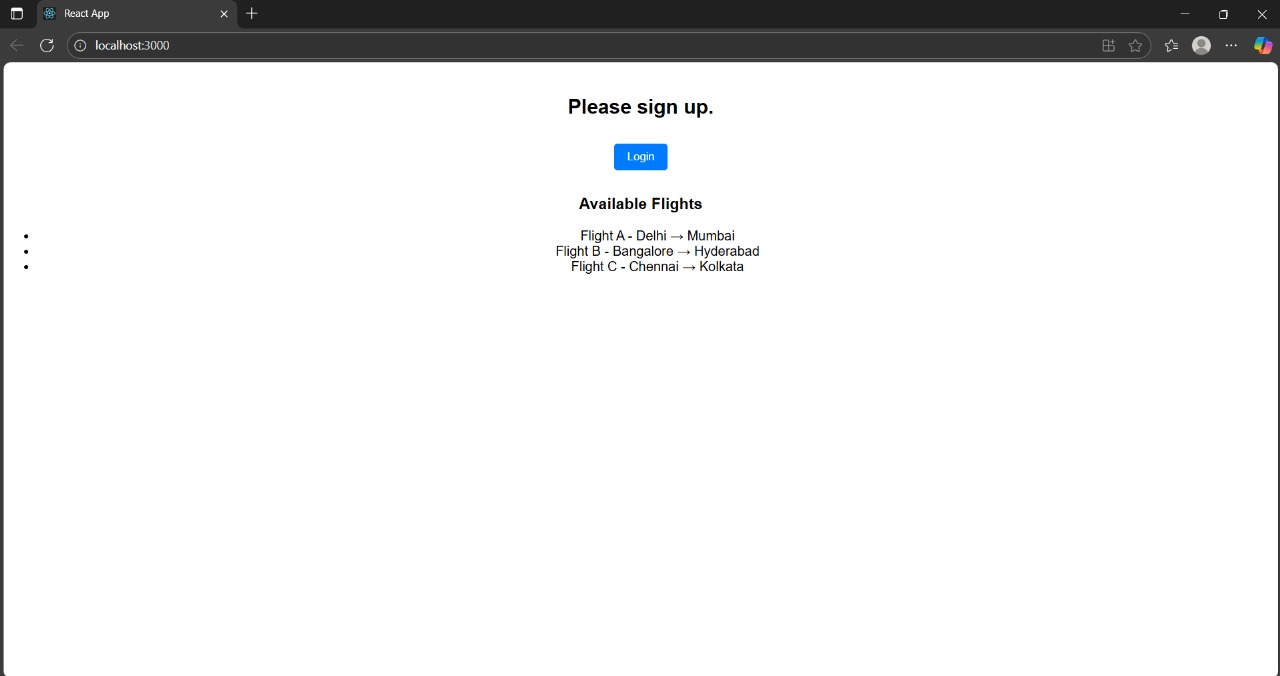 React App
localhost:3000
Please sign up.
Login
Available Flights
Flight A - Delhi → Mumbai
Flight B - Bangalore → Hyderabad
Flight C - Chennai → Kolkata